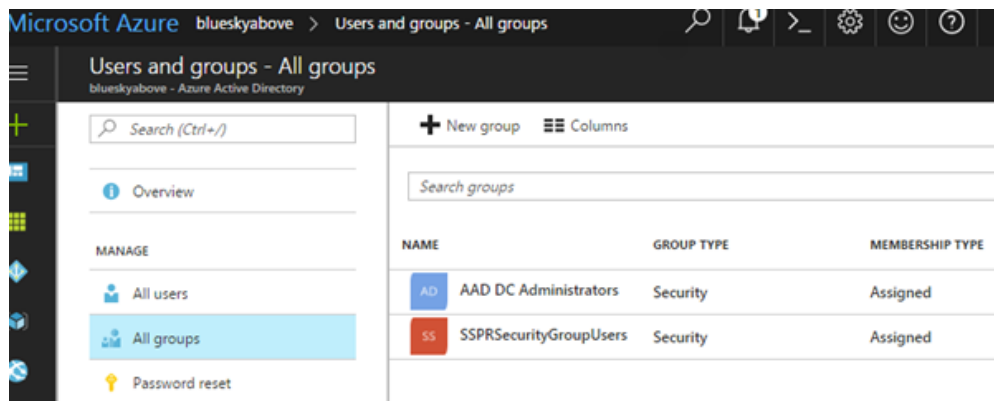 Microsoft Azure blueskyabove > Users and groups - All groups
1
Users and groups - All groups
blueskyabove - Azure Active Directory
Search (Ctrl+/)
Overview
MANAGE
All users
All groups
Password reset
New group Columns
Search groups
NAME GROUP TYPE MEMBERSHIP TYPE
AD AAD DC Administrators Security Assigned
SS SSPRSecurityGroupUsers Security Assigned